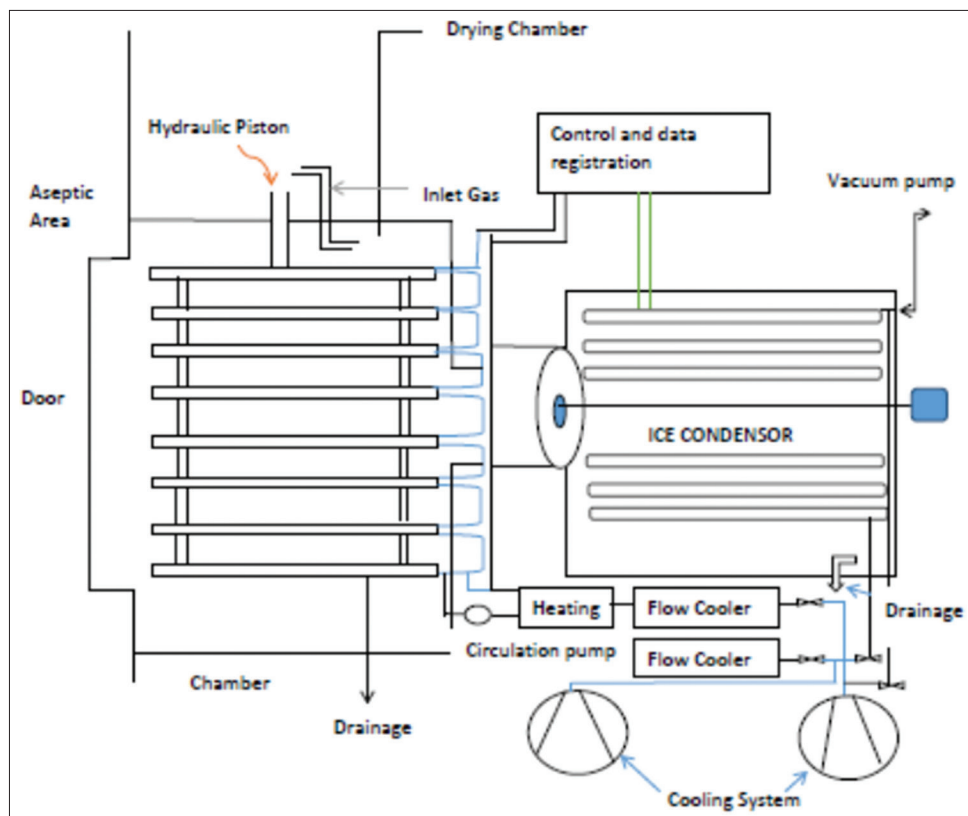 Drying Chamber
Hydraulic Piston
Control and data
registration
Vacuum pump
Aseptic
Area
Inlet Gas
Door
ICE CONDENSOR
Heating
Flow Cooler
Drainage
Circulation pump
Flow Cooler
Chamber
Drainage
Cooling System